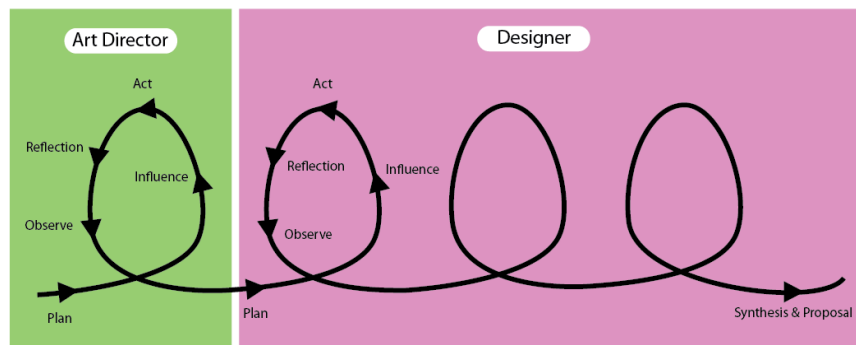 Art Director
Designer
Act
Reflection
Influence
Observe
Plan
Act
Reflection
Influence
Observe
Plan
Synthesis & Proposal